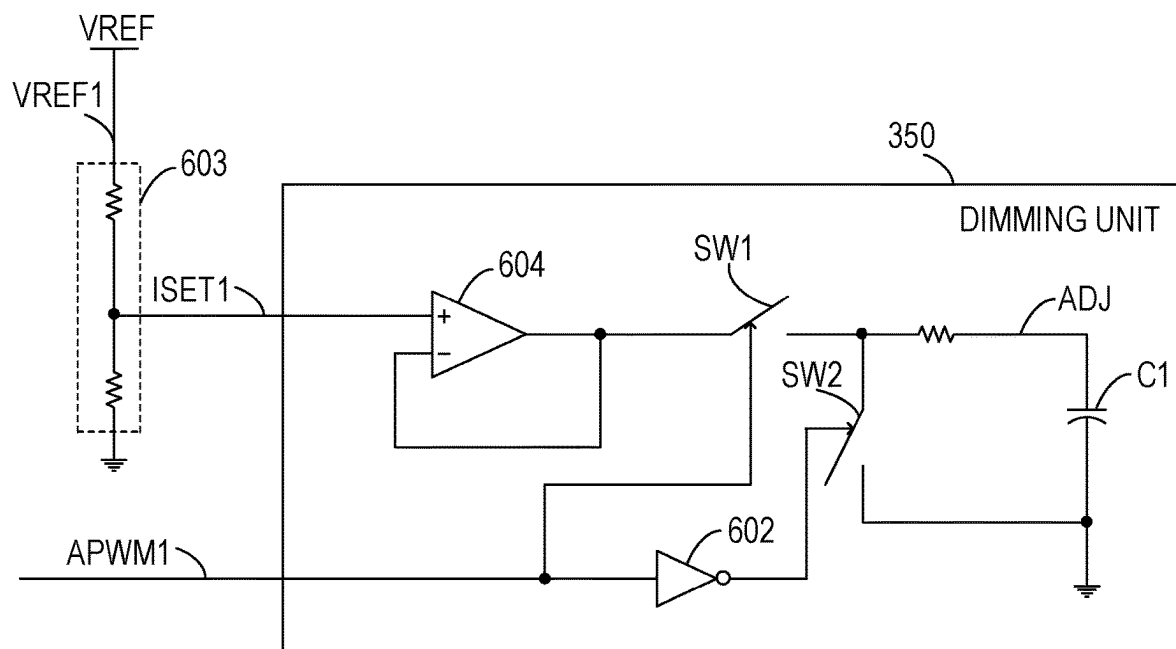 VREF
VREF1
603
350
DIMMING UNIT
604
SW1
ISET1
ADJ
+
−
SW2
C1
602
APWM1